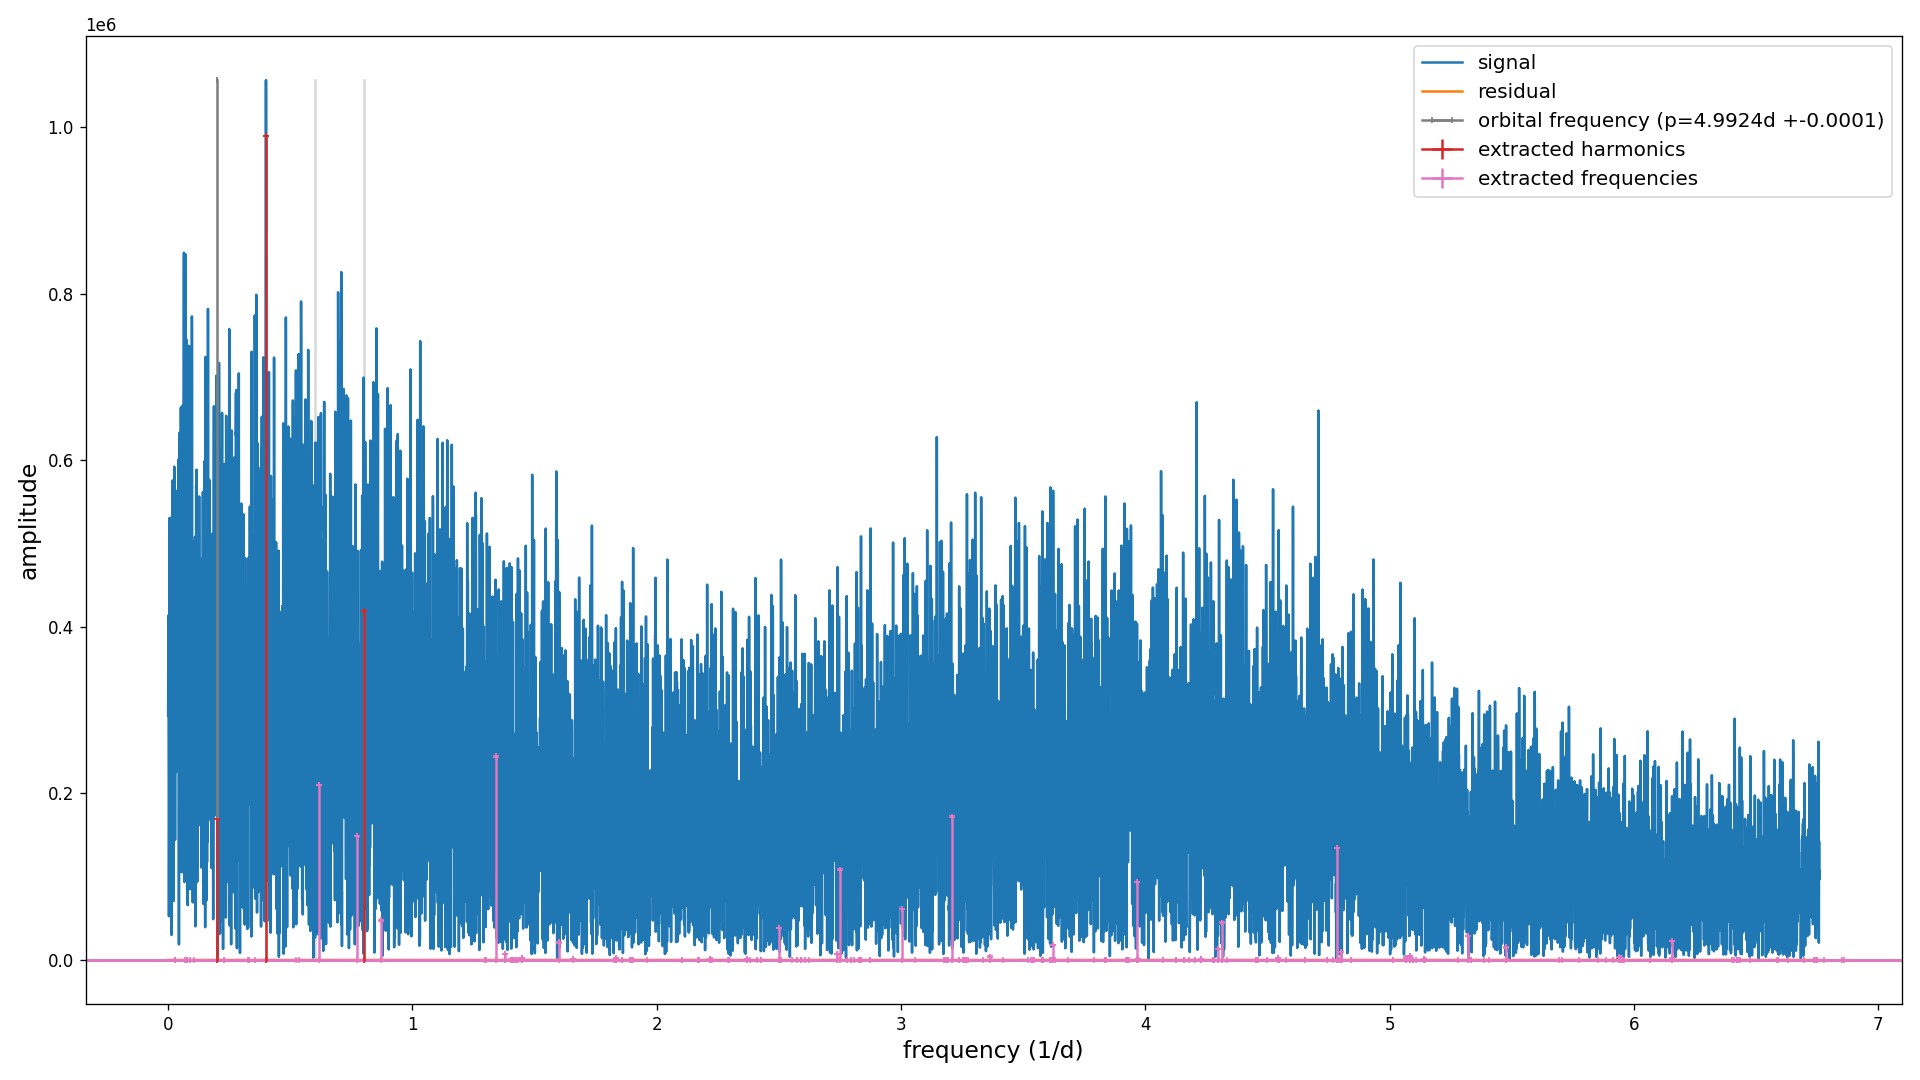 1e6
signal
residual
orbital frequency (p=4.9924d +-0.0001)
extracted harmonics
extracted frequencies
1.0
0.8
0.6
0.4
0.2
0.0
amplitude
0 1 2 3 4 5 6 7
frequency (1/d)